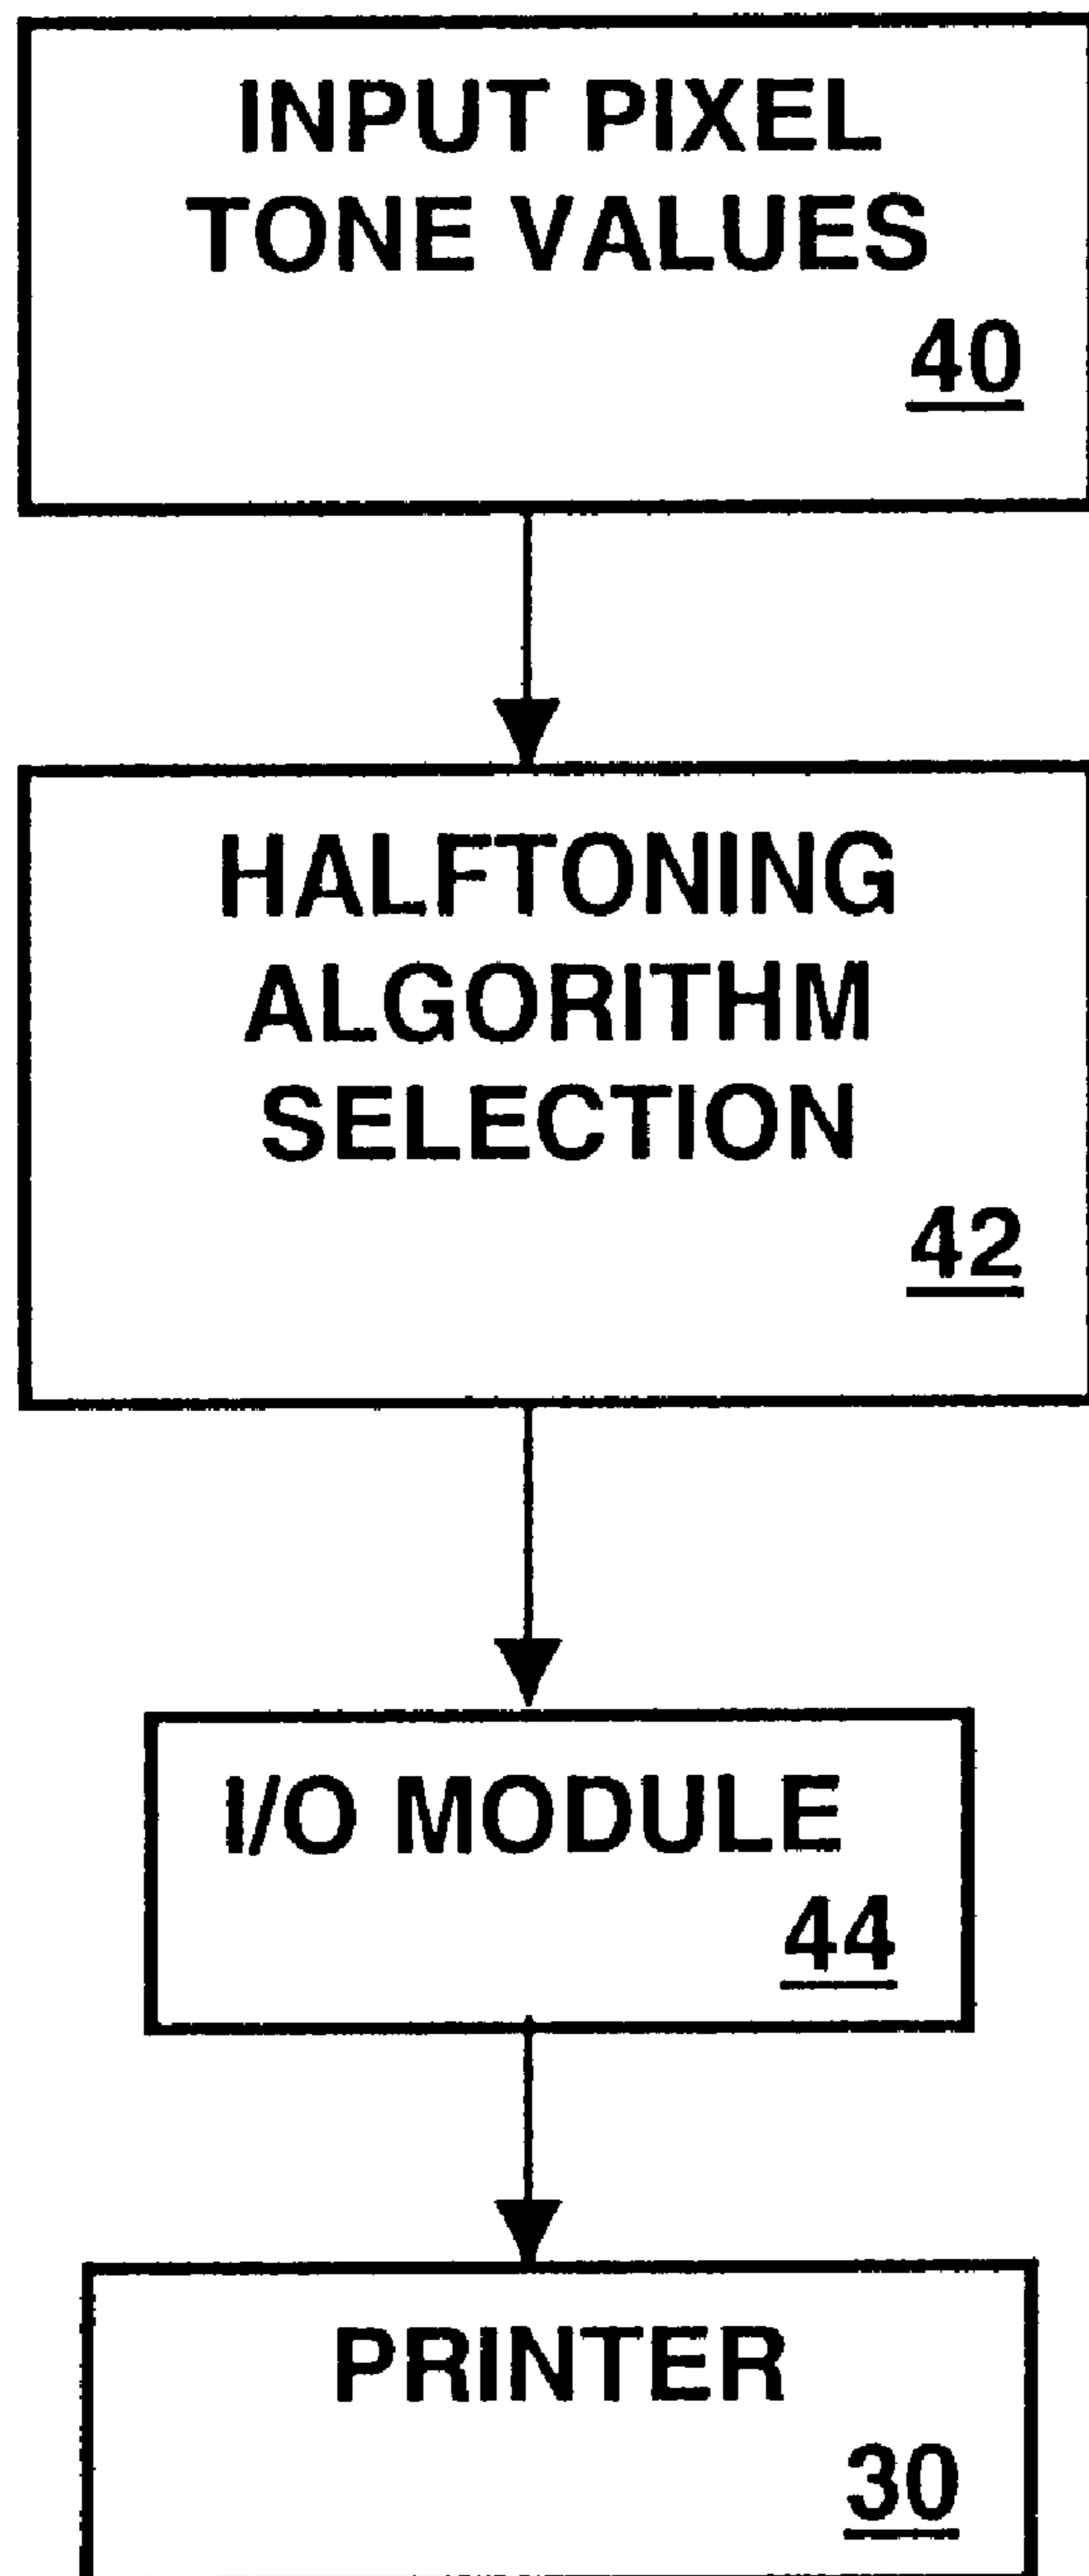 INPUT PIXEL
TONE VALUES
40
HALFTONING
ALGORITHM
SELECTION
42
I/O MODULE
44
PRINTER
30